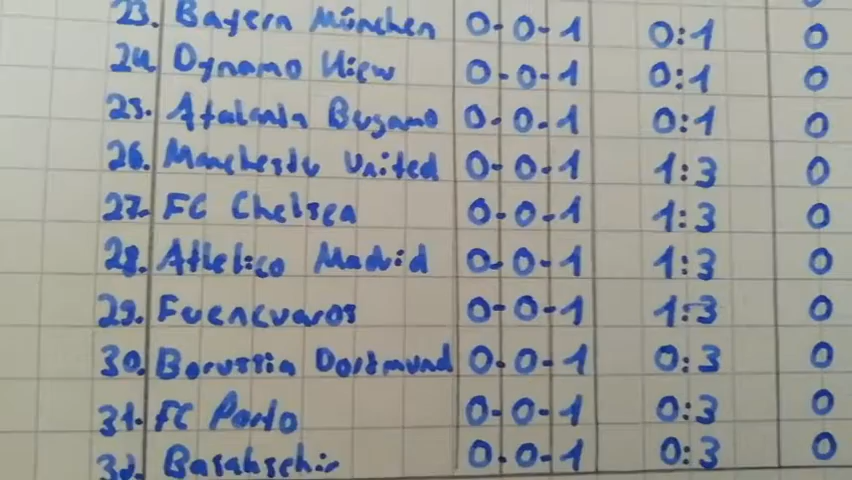 23. Bayern München 0-0-1 0:1 0
24. Dynamo Kiew 0-0-1 0:1 0
25. Atalanta Bergamo 0-0-1 0:1 0
26. Manchester United 0-0-1 1:3 0
27. FC Chelsea 0-0-1 1:3 0
28. Athletico Madrid 0-0-1 1:3 0
29. Fuencvaros 0-0-1 1:3 0
30. Borussia Dortmund 0-0-1 0:3 0
31. FC Porto 0-0-1 0:3 0
32. Basaksehir 0-0-1 0:3 0